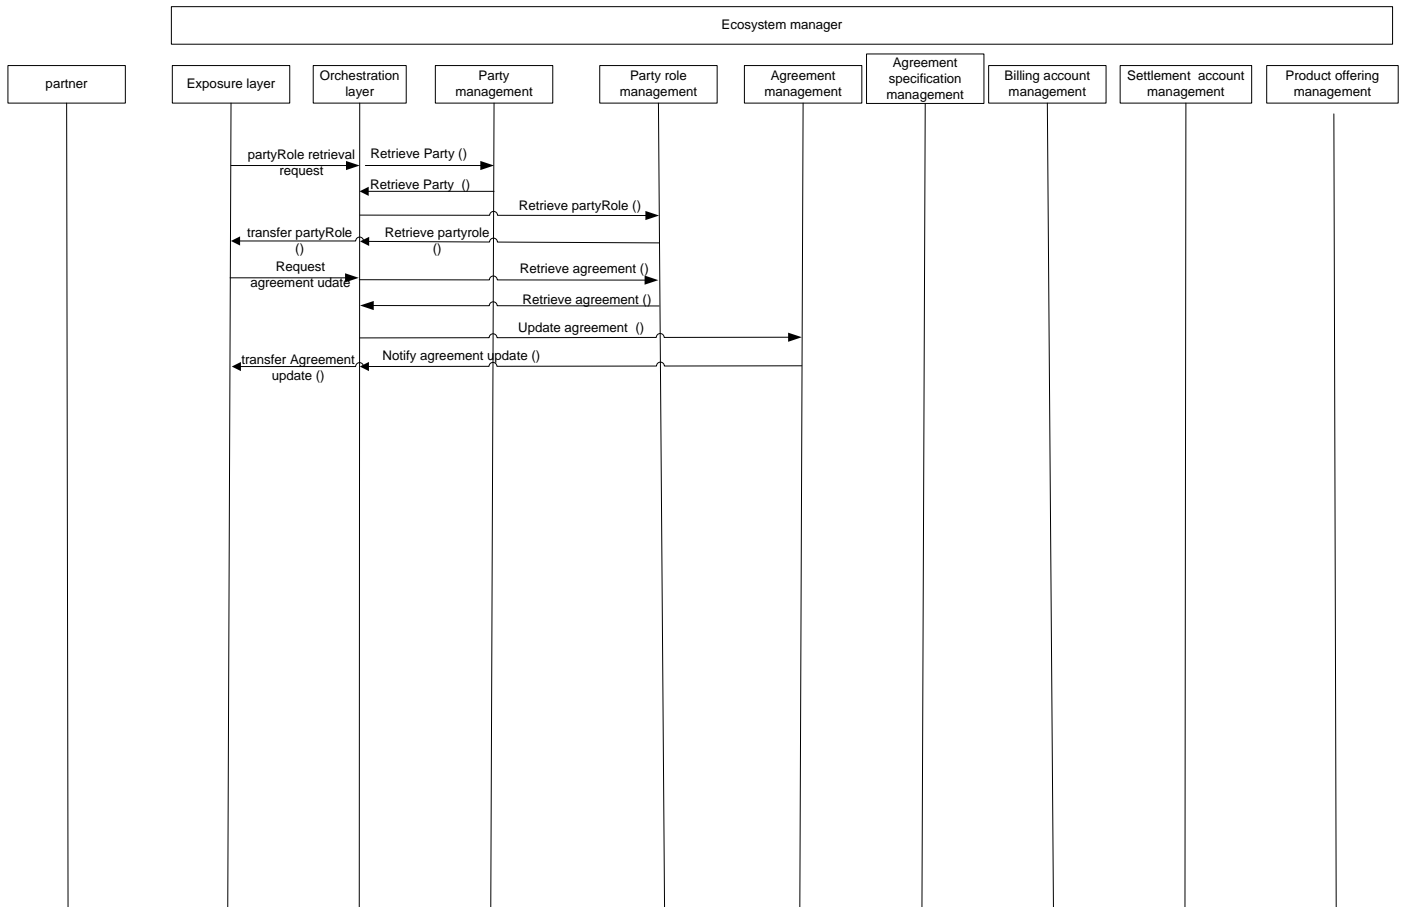 Ecosystem manager
partner
Exposure layer
Orchestration
layer
Party
management
Party role
management
Agreement
management
Agreement
specification
management
Billing account
management
Settlement  account
management
Product offering
management
partyRole retrieval
request
Retrieve Party ()
Retrieve Party  ()
Retrieve partyRole ()
transfer partyRole
()
Retrieve partyrole
()
Request
agreement udate
Retrieve agreement ()
Retrieve agreement ()
Update agreement  ()
transfer Agreement
update ()
Notify agreement update ()